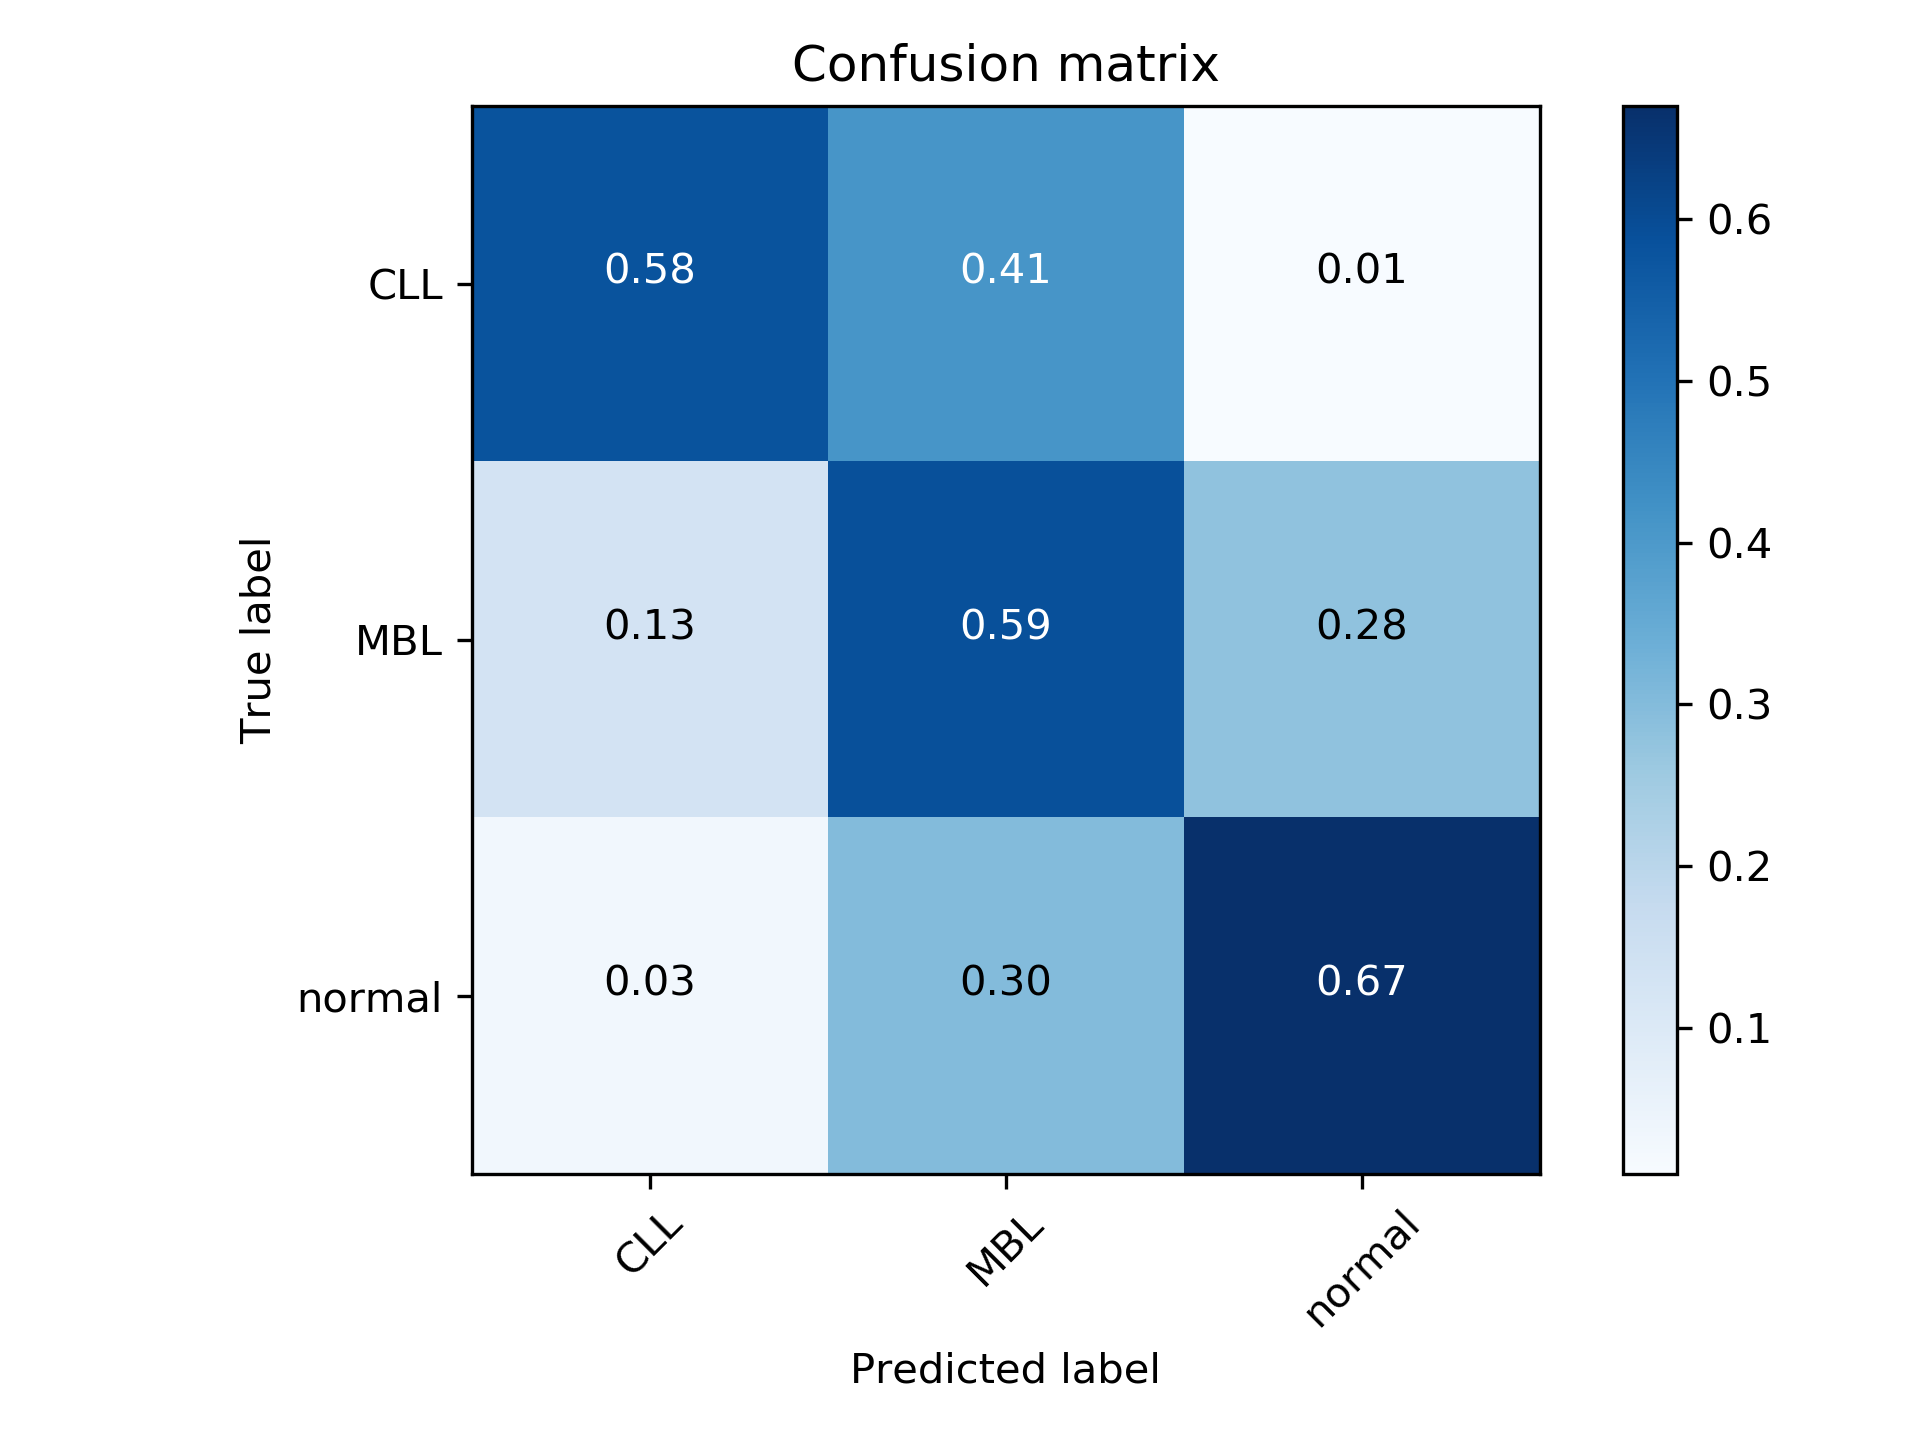 Confusion matrix
CLL
0.58 0.41 0.01
MBL
0.13 0.59 0.28
normal
0.03 0.30 0.67
True label
CLL MBL normal
Predicted label
0.6
0.5
0.4
0.3
0.2
0.1